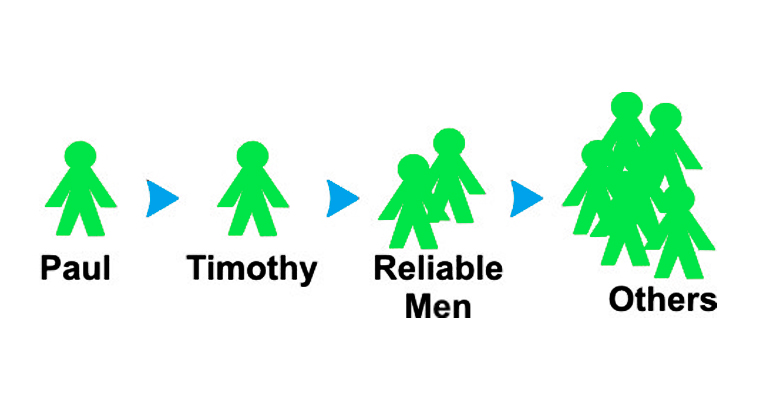 Paul
Timothy
Reliable
Men
Others